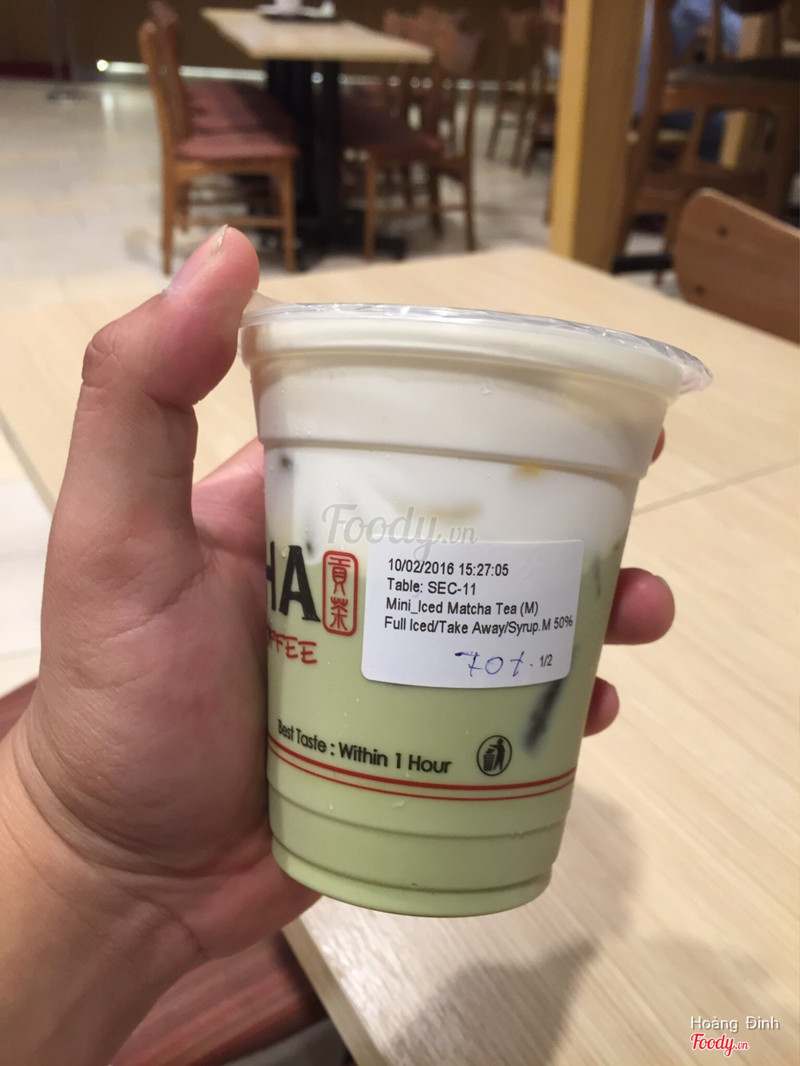 Foody.vn
HA
貢茶
FFEE
10/02/2016 15:27:05
Table: SEC-11
Mini_Iced Matcha Tea (M)
Full Iced/Take Away/Syrup.M 50%
1/2
Best Taste : Within 1 Hour
Hoàng Đinh
Foody.vn